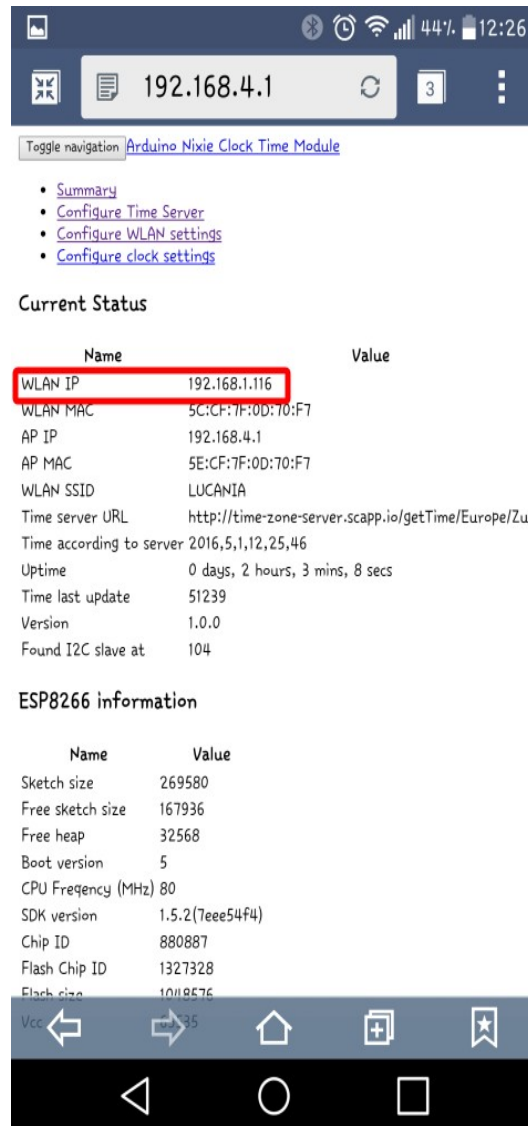 44% 12:26
192.168.4.1 3
Toggle navigation Arduino Nixie Clock Time Module
Summary
Configure Time Server
Configure WLAN settings
Configure clock settings
Current Status
Name Value
WLAN IP 192.168.1.116
WLAN MAC 5C:CF:7F:0D:70:F7
AP IP 192.168.4.1
AP MAC 5E:CF:7F:0D:70:F7
WLAN SSID LUCANIA
Time server URL http://time-zone-server.scapp.io/getTime/Europe/Zu
Time according to server 2016,5,1,12,25,46
Uptime 0 days, 2 hours, 3 mins, 8 secs
Time last update 51239
Version 1.0.0
Found I2C slave at 104
ESP8266 information
Name Value
Sketch size 269580
Free sketch size 167936
Free heap 32568
Boot version 5
CPU Freqency (MHz) 80
SDK version 1.5.2(7eee54f4)
Chip ID 880887
Flash Chip ID 1327328
Flash size 1048576
Vcc